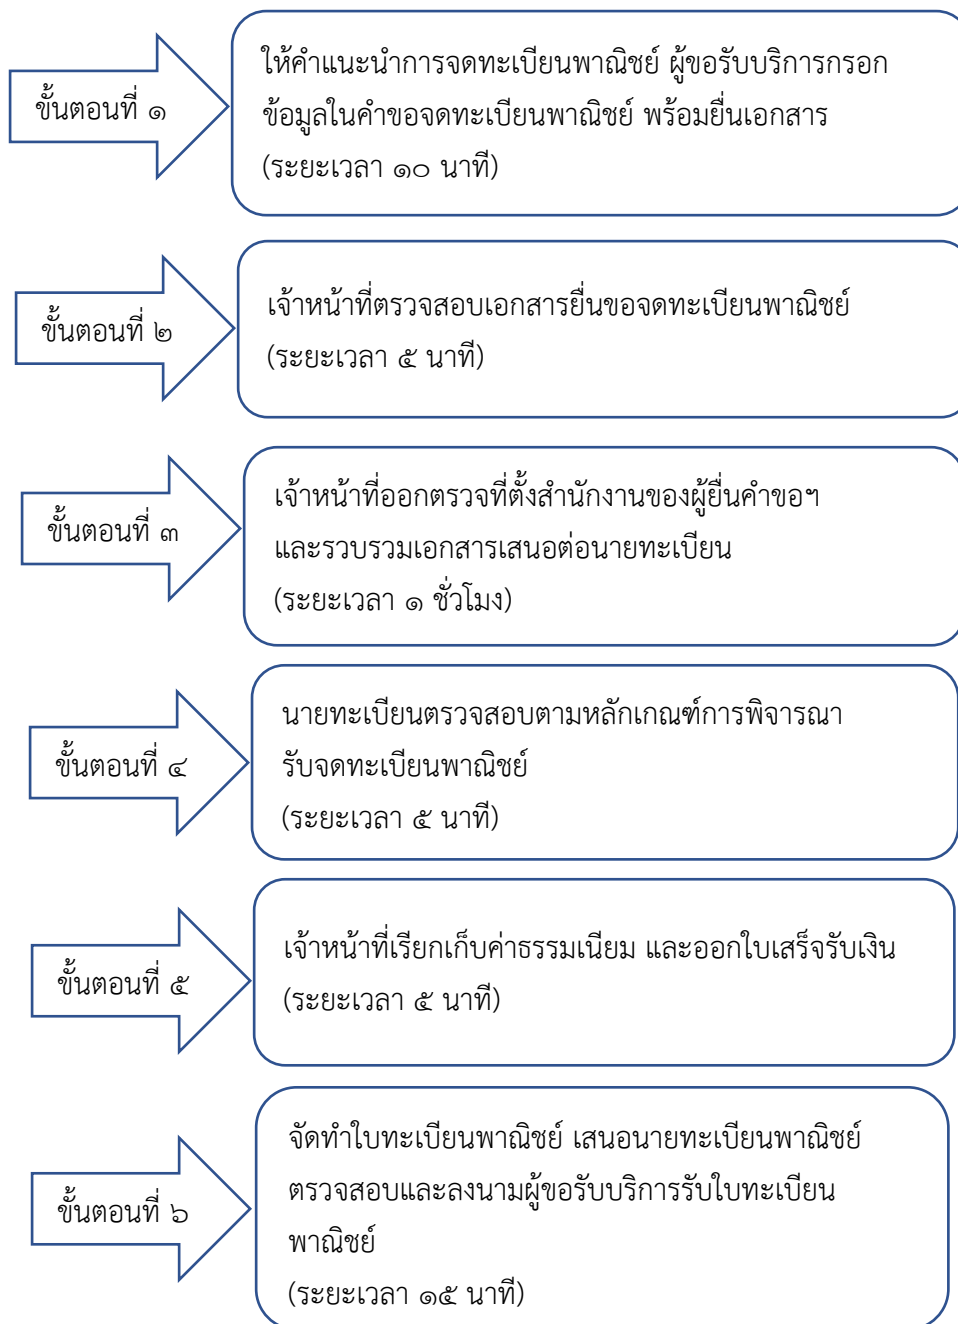 ขั้นตอนที่ ๑
ให้คำแนะนำการจดทะเบียนพาณิชย์ ผู้ขอรับบริการกรอก
ข้อมูลในคำขอจดทะเบียนพาณิชย์ พร้อมยื่นเอกสาร
(ระยะเวลา ๑๐ นาที)
ขั้นตอนที่ ๒
เจ้าหน้าที่ตรวจสอบเอกสารยื่นขอจดทะเบียนพาณิชย์
(ระยะเวลา ๕ นาที)
ขั้นตอนที่ ๓
เจ้าหน้าที่ออกตรวจที่ตั้งสำนักงานของผู้ยื่นคำขอฯ
และรวบรวมเอกสารเสนอต่อนายทะเบียน
(ระยะเวลา ๑ ชั่วโมง)
ขั้นตอนที่ ๔
นายทะเบียนตรวจสอบตามหลักเกณฑ์การพิจารณา
รับจดทะเบียนพาณิชย์
(ระยะเวลา ๕ นาที)
ขั้นตอนที่ ๕
เจ้าหน้าที่เรียกเก็บค่าธรรมเนียม และออกใบเสร็จรับเงิน
(ระยะเวลา ๕ นาที)
ขั้นตอนที่ ๖
จัดทำใบทะเบียนพาณิชย์ เสนอนายทะเบียนพาณิชย์
ตรวจสอบและลงนามผู้ขอรับบริการรับใบทะเบียน
พาณิชย์
(ระยะเวลา ๑๕ นาที)